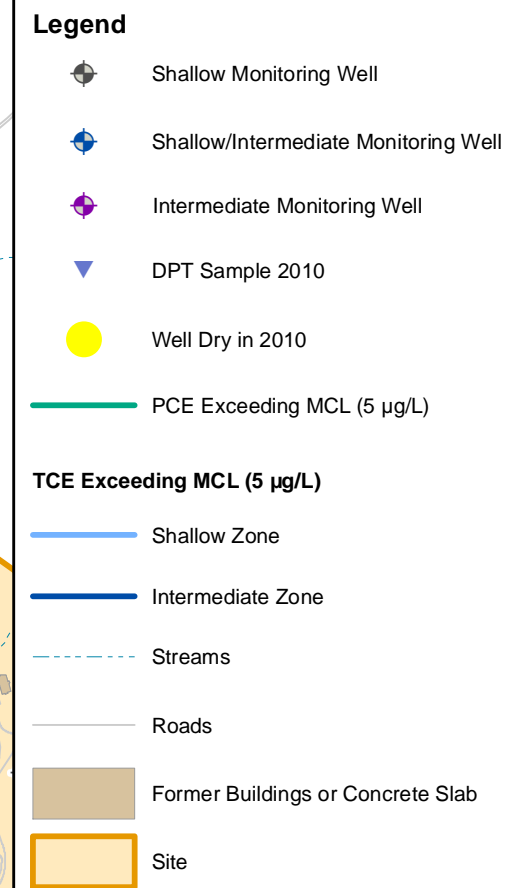 Legend
Shallow Monitoring Well
Shallow/Intermediate Monitoring Well
Intermediate Monitoring Well
DPT Sample 2010
Well Dry in 2010
PCE Exceeding MCL (5 µg/L)
TCE Exceeding MCL (5 µg/L)
Shallow Zone
Intermediate Zone
Streams
Roads
Former Buildings or Concrete Slab
Site